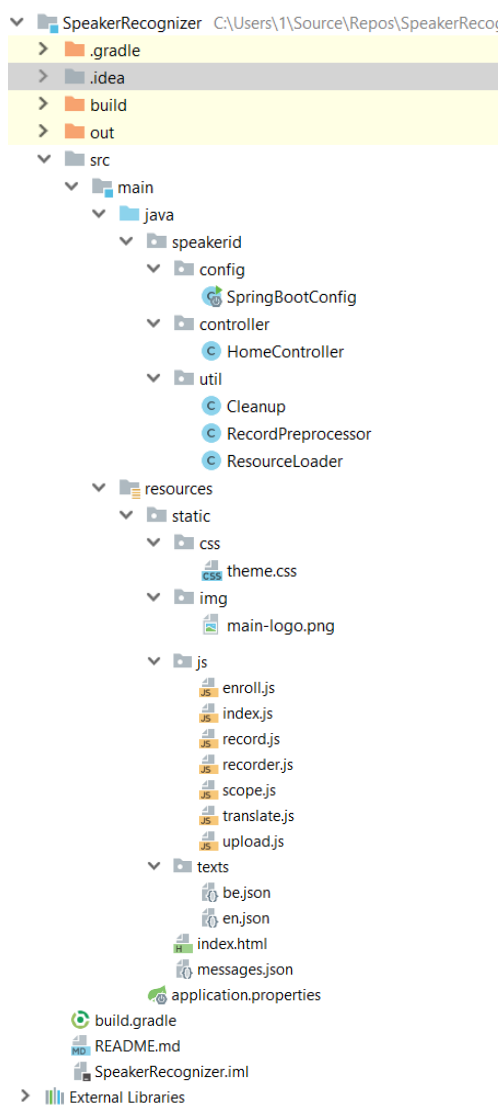 SpeakerRecognizer C:\Users\1\Source\Repos\SpeakerRecog
.gradle
.idea
build
out
src
main
java
speakerid
config
SpringBootConfig
controller
HomeController
util
Cleanup
RecordPreprocessor
ResourceLoader
resources
static
css
theme.css
img
main-logo.png
js
enroll.js
index.js
record.js
recorder.js
scope.js
translate.js
upload.js
texts
be.json
en.json
index.html
messages.json
application.properties
build.gradle
README.md
SpeakerRecognizer.iml
External Libraries